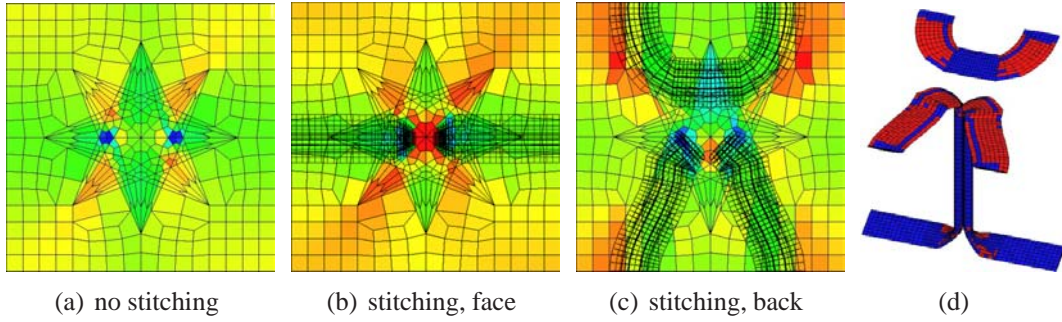 (a) no stitching
(b) stitching, face
(c) stitching, back
(d)